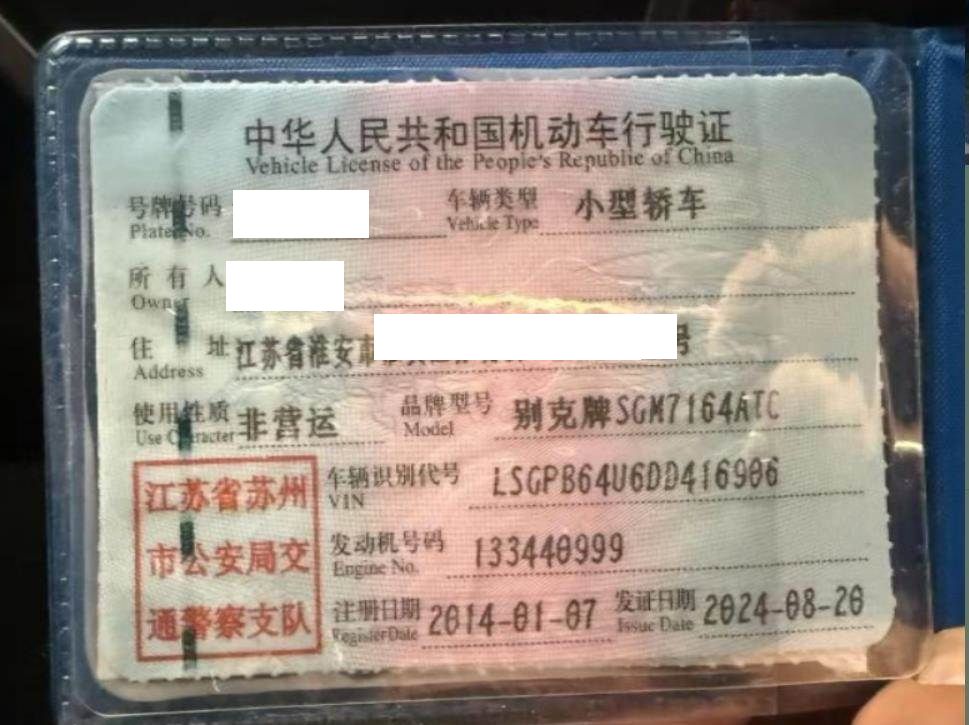 中华人民共和国机动车行驶证
Vehicle License of the People's Republic of China
号牌号码 车辆类型 小型轿车
Plate No. Vehicle Type
所有人
Owner
住址 江苏省淮安市 号
Address
使用性质 非营运 品牌型号 别克牌SGM7164ATC
Use Character Model
车辆识别代号 LSGPB64U6DD416906
VIN
发动机号码 133440999
Engine No.
注册日期 2014-01-07 发证日期 2024-08-20
Register Date Issue Date
江苏省苏州
市公安局交
通警察支队